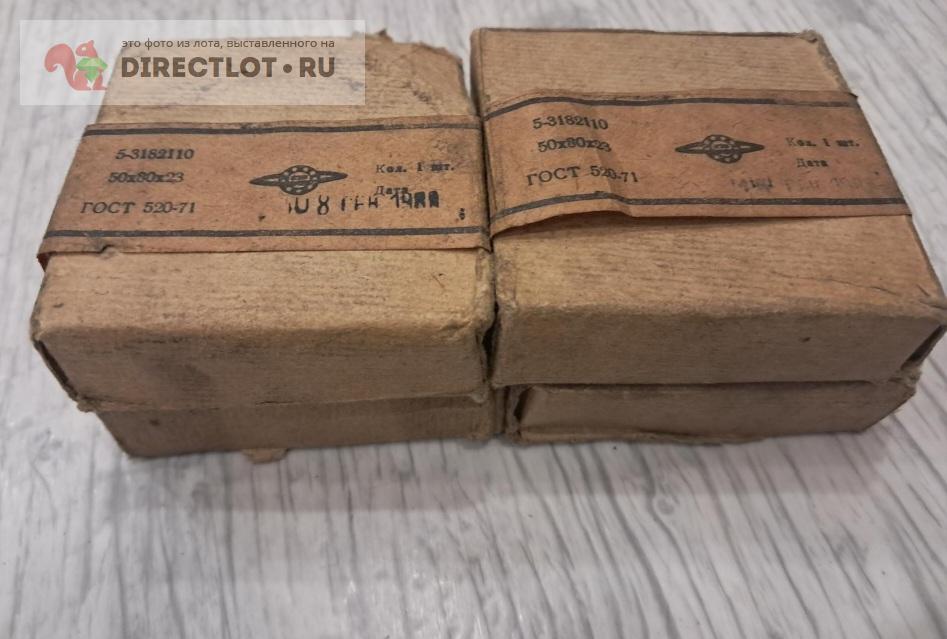 это фото из лота, выставленного на
DIRECTLOT.RU
5-3182110
50х80х23
ГОСТ 520-71
Кол. 1 шт.
Дата
5-3182110
50х80х23
ГОСТ 520-71
Кол. 1 шт.
Дата